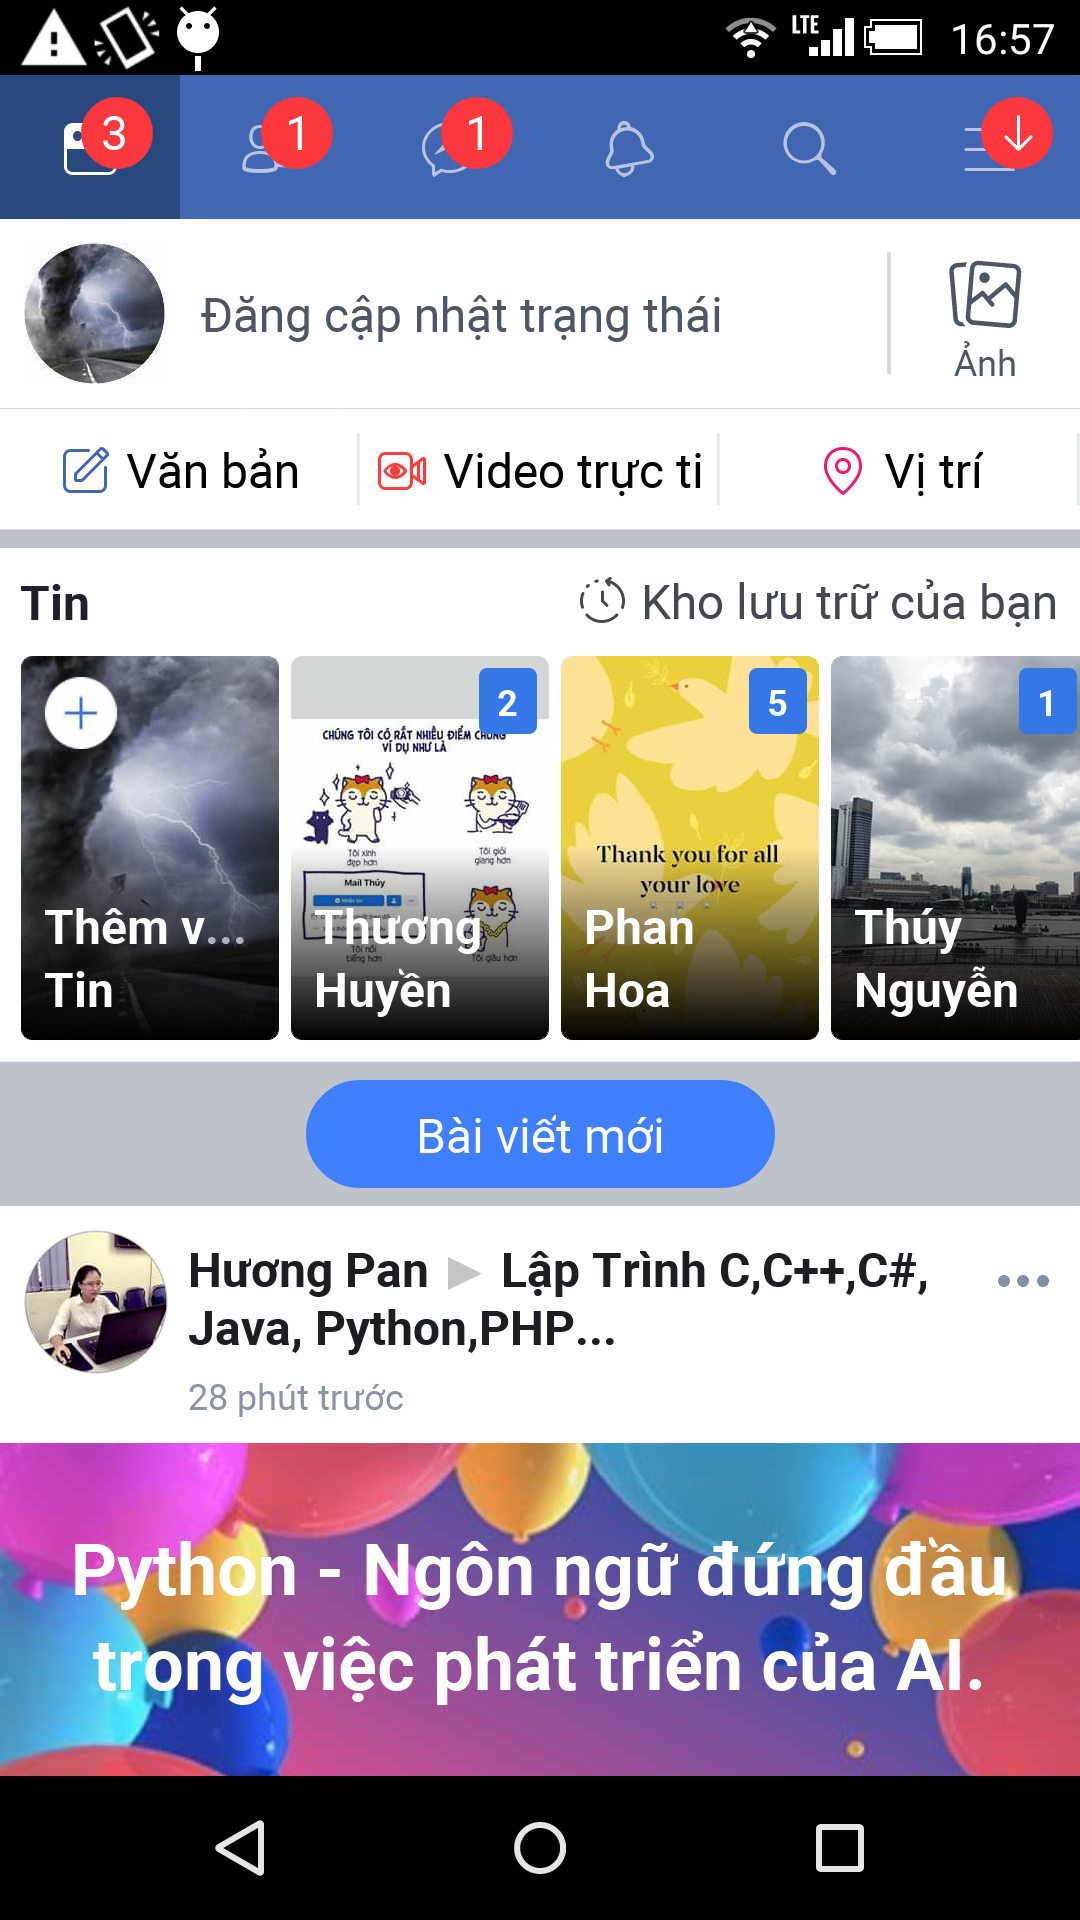 LTE 16:57
3 1 1
Đăng cập nhật trạng thái
Ảnh
Văn bản Video trực ti Vị trí
Tin Kho lưu trữ của bạn
2 5 1
CHÚNG TÔI CÓ RẤT NHIỀU ĐIỂM CHUNG
VÍ DỤ NHƯ LÀ
Tôi xinh
đẹp hơn
Tôi giỏi
giang hơn
Mail Thúy
Tôi nổi
tiếng hơn
Tôi giàu hơn
Thank you for all
your love
Thêm v...
Tin
Thương
Huyền
Phan
Hoa
Thúy
Nguyễn
Bài viết mới
Hương Pan ▶ Lập Trình C,C++,C#,
Java, Python,PHP...
28 phút trước
Python - Ngôn ngữ đứng đầu
trong việc phát triển của AI.